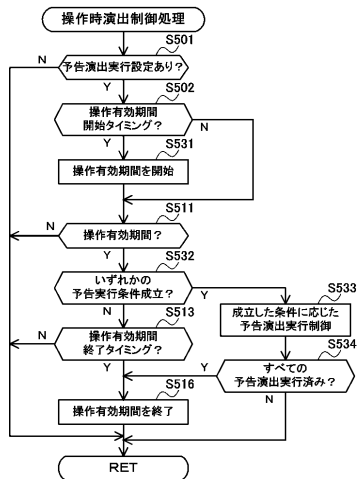 操作時演出制御処理
S501
予告演出実行設定あり?
N
Y
S502
操作有効期間
開始タイミング?
N
Y
S531
操作有効期間を開始
S511
操作有効期間?
N
Y
S532
いずれかの
予告実行条件成立?
Y
N
S533
成立した条件に応じた
予告演出実行制御
S513
操作有効期間
終了タイミング?
N
Y
S534
すべての
予告演出実行済み?
Y
N
S516
操作有効期間を終了
RET